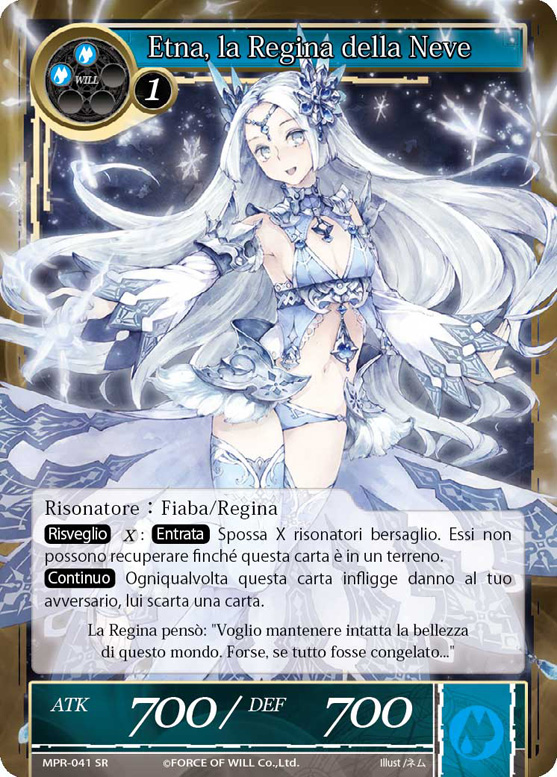 Etna, la Regina della Neve
WILL
1
Risonatore : Fiaba/Regina
Risveglio X: Entrata Spossa X risonatori bersaglio. Essi non
possono recuperare finché questa carta è in un terreno.
Continuo Ogniqualvolta questa carta infligge danno al tuo
avversario, lui scarta una carta.
La Regina pensò: "Voglio mantenere intatta la bellezza
di questo mondo. Forse, se tutto fosse congelato..."
ATK 700 / DEF 700
MPR-041 SR ©FORCE OF WILL Co.,Ltd. Illust /ネム